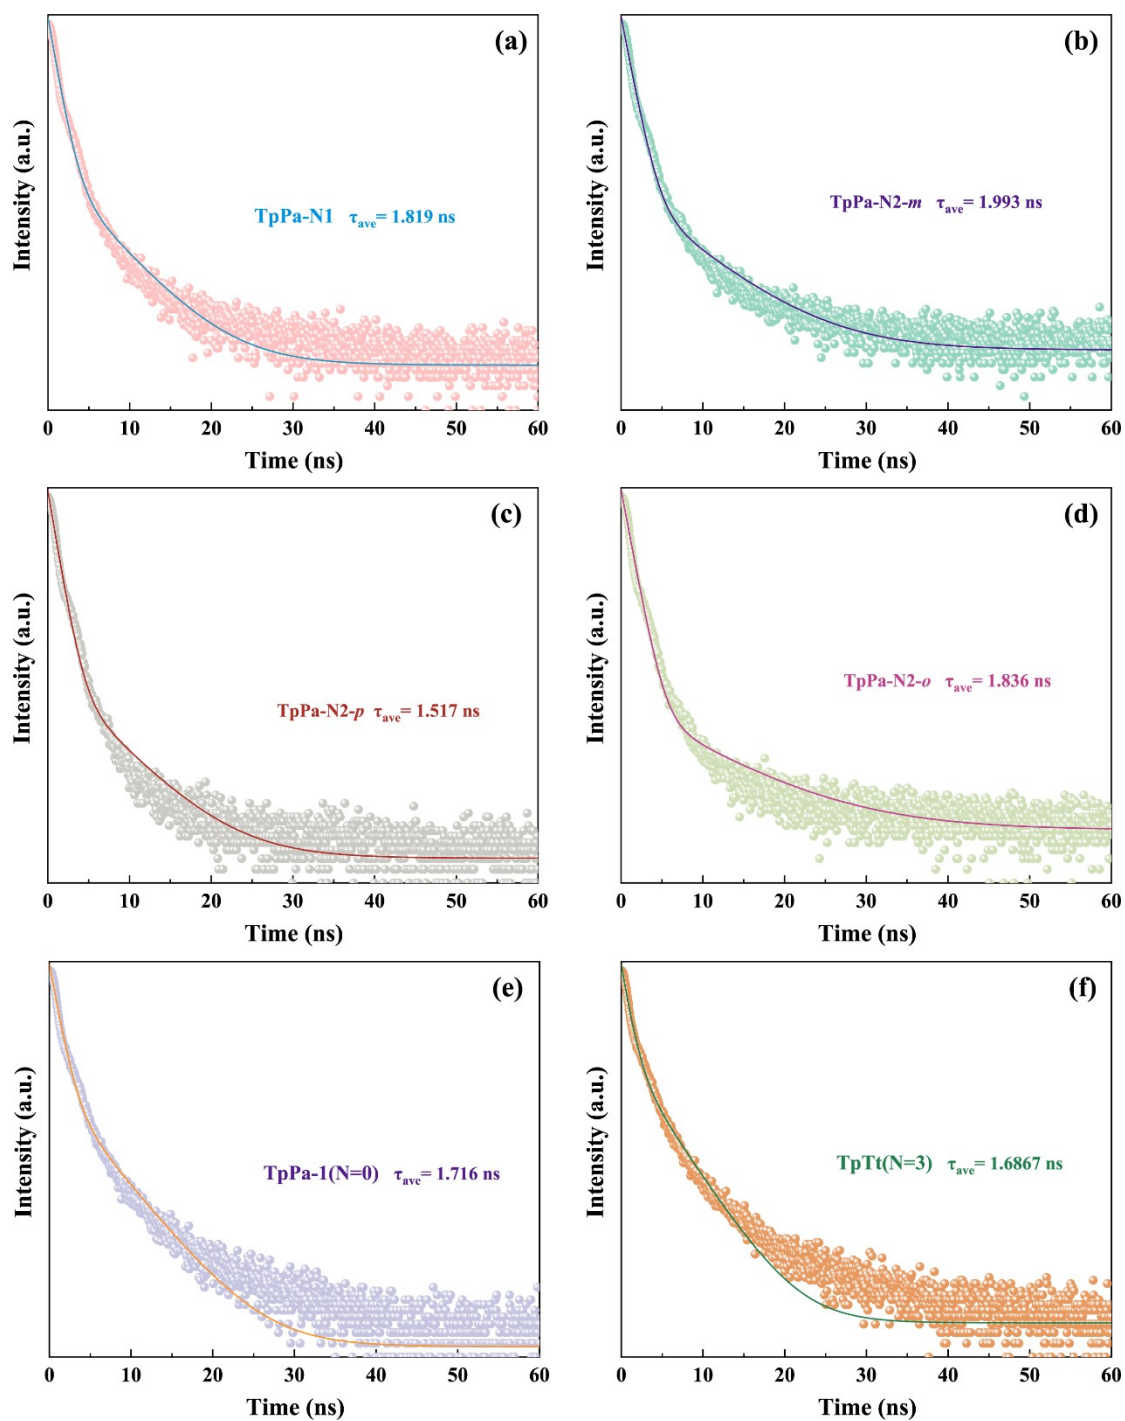 (a)
TpPa-N1 τave= 1.819 ns
Intensity (a.u.)
0 10 20 30 40 50 60
Time (ns)
(b)
TpPa-N2-m τave= 1.993 ns
Intensity (a.u.)
0 10 20 30 40 50 60
Time (ns)
(c)
TpPa-N2-p τave= 1.517 ns
Intensity (a.u.)
0 10 20 30 40 50 60
Time (ns)
(d)
TpPa-N2-o τave= 1.836 ns
Intensity (a.u.)
0 10 20 30 40 50 60
Time (ns)
(e)
TpPa-1(N=0) τave= 1.716 ns
Intensity (a.u.)
0 10 20 30 40 50 60
Time (ns)
(f)
TpTt(N=3) τave= 1.6867 ns
Intensity (a.u.)
0 10 20 30 40 50 60
Time (ns)